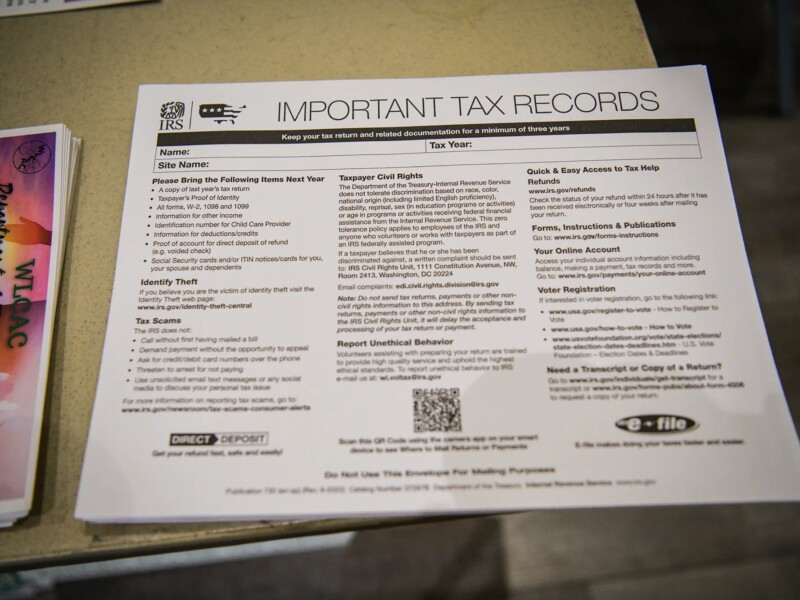 IRS
IMPORTANT TAX RECORDS
Keep your tax return and related documentation for a minimum of three years
Name:
Tax Year:
Site Name:
Please Bring the Following Items Next Year
• A copy of last year's tax return
• Taxpayer's Proof of Identity
• All forms, W-2, 1098 and 1099
• Information for other income
• Identification number for Child Care Provider
• Information for deductions/credits
• Proof of account for direct deposit of refund
(e.g. voided check)
• Social Security cards and/or ITIN notices/cards for you,
your spouse and dependents
Identity Theft
If you believe you are the victim of identity theft visit the
Identity Theft web page:
www.irs.gov/identity-theft-central
Tax Scams
The IRS does not:
• Call without first having mailed a bill
• Demand payment without the opportunity to appeal
• Ask for credit/debit card numbers over the phone
• Threaten to arrest for not paying
• Use unsolicited email text messages or any social
media to discuss your personal tax issue
For more information on reporting tax scams, go to:
www.irs.gov/newsroom/tax-scams-consumer-alerts
DIRECT DEPOSIT
Get your refund fast, safe and easily!
Taxpayer Civil Rights
The Department of the Treasury-Internal Revenue Service
does not tolerate discrimination based on race, color,
national origin (including limited English proficiency),
disability, reprisal, sex (in education programs or activities)
or age in programs or activities receiving federal financial
assistance from the Internal Revenue Service. This zero
tolerance policy applies to employees of the IRS and
anyone who volunteers or works with taxpayers as part of
an IRS federally assisted program.
If a taxpayer believes that he or she has been
discriminated against, a written complaint should be sent
to: IRS Civil Rights Unit, 1111 Constitution Avenue, NW,
Room 2413, Washington, DC 20224
Email complaints: edi.civil.rights.division@irs.gov
Note: Do not send tax returns, payments or other non-
civil rights information to this address. By sending tax
returns, payments or other non-civil rights information to
the IRS Civil Rights Unit, it will delay the acceptance and
processing of your tax return or payment.
Report Unethical Behavior
Volunteers assisting with preparing your return are trained
to provide high quality service and uphold the highest
ethical standards. To report unethical behavior to IRS
e-mail us at: wi.voltax@irs.gov
Scan this QR Code using the camera app on your smart
device to see Where to Mail Returns or Payments
Quick & Easy Access to Tax Help
Refunds
www.irs.gov/refunds
Check the status of your refund within 24 hours after it has
been received electronically or four weeks after mailing
your return.
Forms, Instructions & Publications
Go to: www.irs.gov/forms-instructions
Your Online Account
Access your individual account information including
balance, making a payment, tax records and more.
Go to: www.irs.gov/payments/your-online-account
Voter Registration
If interested in voter registration, go to the following link:
• www.usa.gov/register-to-vote - How to Register to
Vote
• www.usa.gov/how-to-vote - How to Vote
• www.usvotefoundation.org/vote/state-elections/
state-election-dates-deadlines.htm - U.S. Vote
Foundation - Election Dates & Deadlines
Need a Transcript or Copy of a Return?
Go to www.irs.gov/individuals/get-transcript for a
transcript or www.irs.gov/forms-pubs/about-form-4506
to request a copy of your return.
e-file
E-file makes doing your taxes faster and easier.
Do Not Use This Envelope For Mailing Purposes
Department of the Treasury Internal Revenue Service www.irs.gov
WLCAC